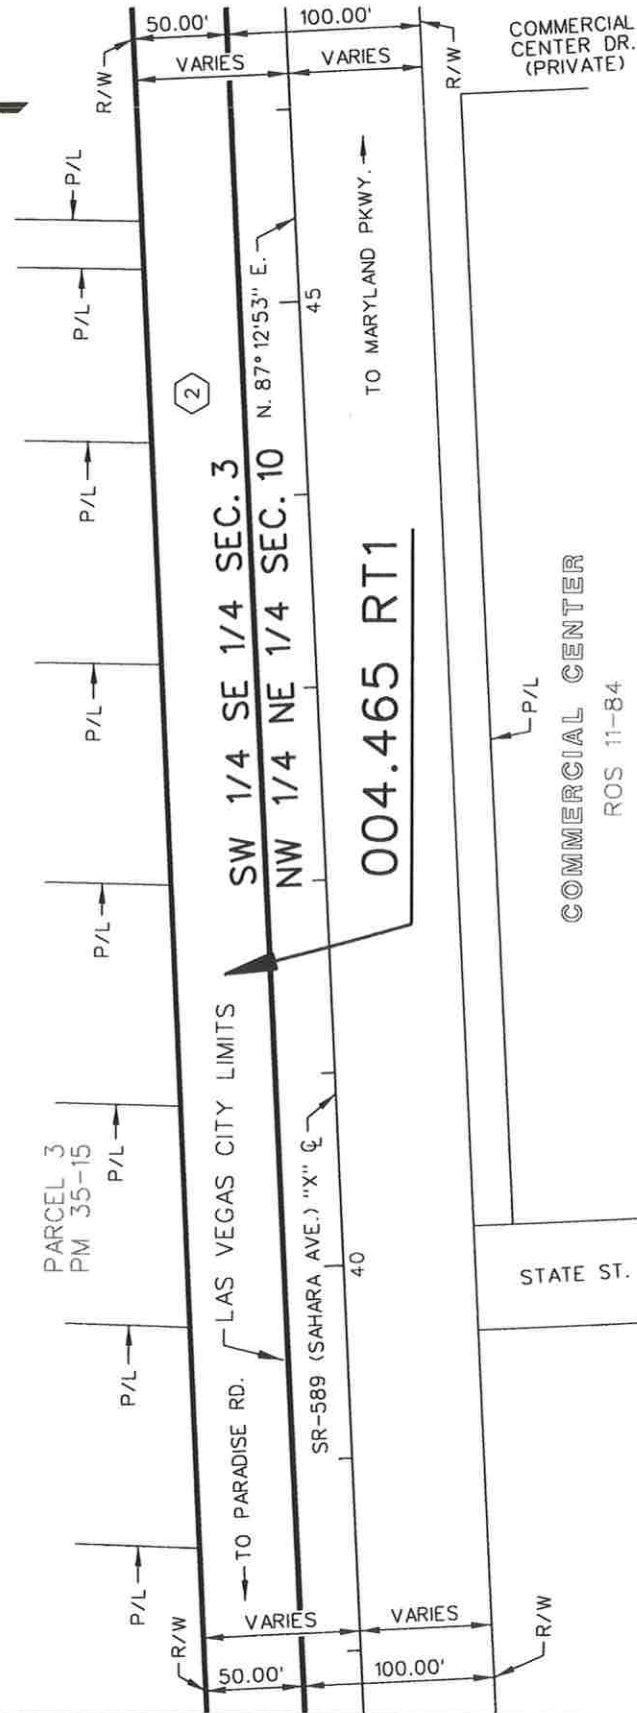 50.00'
100.00'
VARIES
VARIES
R/W
R/W
COMMERCIAL
CENTER DR.
(PRIVATE)
P/L
P/L
P/L
P/L
P/L
P/L
P/L
P/L
2
N. 87°12'53" E.
45
TO MARYLAND PKWY.
SW 1/4 SE 1/4 SEC. 3
NW 1/4 NE 1/4 SEC. 10
004.465 RT1
P/L
COMMERCIAL CENTER
ROS 11-84
PARCEL 3
PM 35-15
LAS VEGAS CITY LIMITS
SR-589 (SAHARA AVE.) "X" ℄
40
STATE ST.
TO PARADISE RD.
R/W
VARIES
VARIES
R/W
50.00'
100.00'